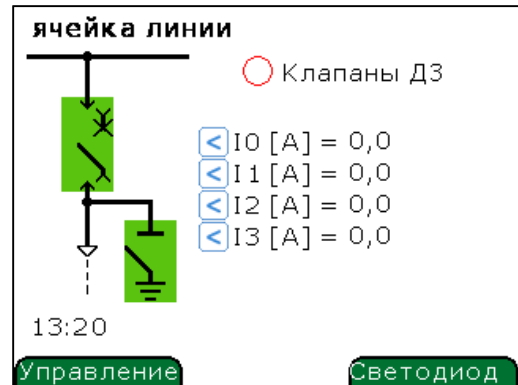 ячейка линии
Клапаны ДЗ
< I0 [A] = 0,0
< I1 [A] = 0,0
< I2 [A] = 0,0
< I3 [A] = 0,0
13:20
Управление
Светодиод